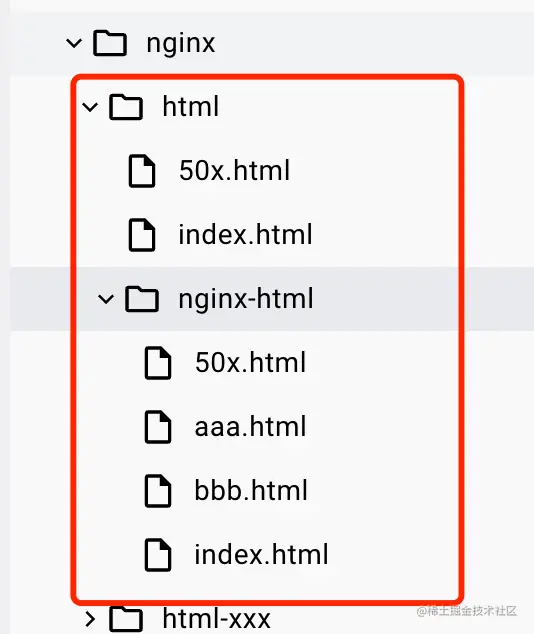 nginx
html
50x.html
index.html
nginx-html
50x.html
aaa.html
bbb.html
index.html
html-xxx
@稀土掘金技术社区